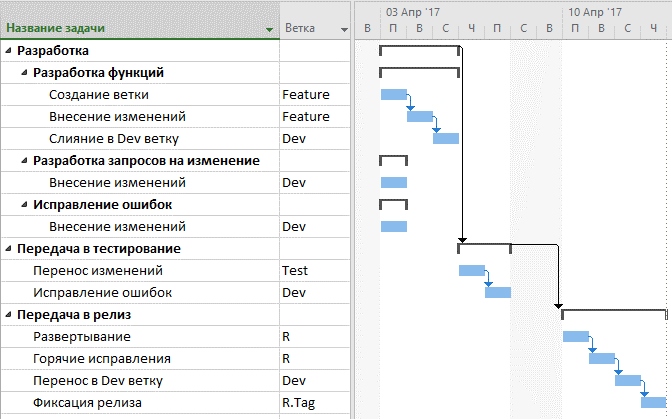 03 Апр '17 10 Апр '17
Название задачи Ветка В П В С Ч П С В П В С Ч
Разработка
Разработка функций
Создание ветки Feature
Внесение изменений Feature
Слияние в Dev ветку Dev
Разработка запросов на изменение
Внесение изменений Dev
Исправление ошибок
Внесение изменений Dev
Передача в тестирование
Перенос изменений Test
Исправление ошибок Dev
Передача в релиз
Развертывание R
Горячие исправления R
Перенос в Dev ветку Dev
Фиксация релиза R.Tag